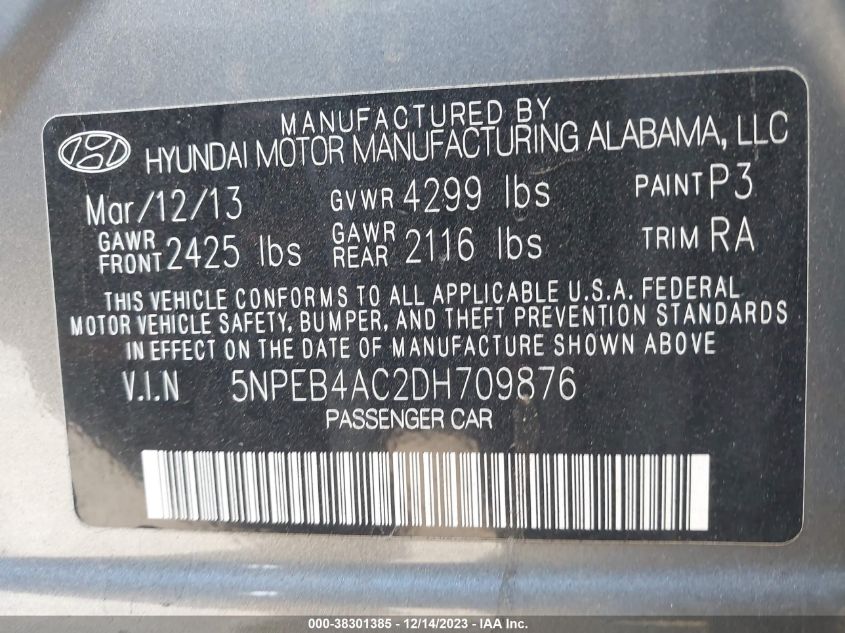 MANUFACTURED BY
HYUNDAI MOTOR MANUFACTURING ALABAMA, LLC
Mar/12/13 GVWR 4299 lbs PAINT P3
GAWR FRONT 2425 lbs GAWR REAR 2116 lbs TRIM RA
THIS VEHICLE CONFORMS TO ALL APPLICABLE U.S.A. FEDERAL
MOTOR VEHICLE SAFETY, BUMPER, AND THEFT PREVENTION STANDARDS
IN EFFECT ON THE DATE OF MANUFACTURE SHOWN ABOVE
V.I.N 5NPEB4AC2DH709876
PASSENGER CAR
000-38301385 - 12/14/2023 - IAA Inc.